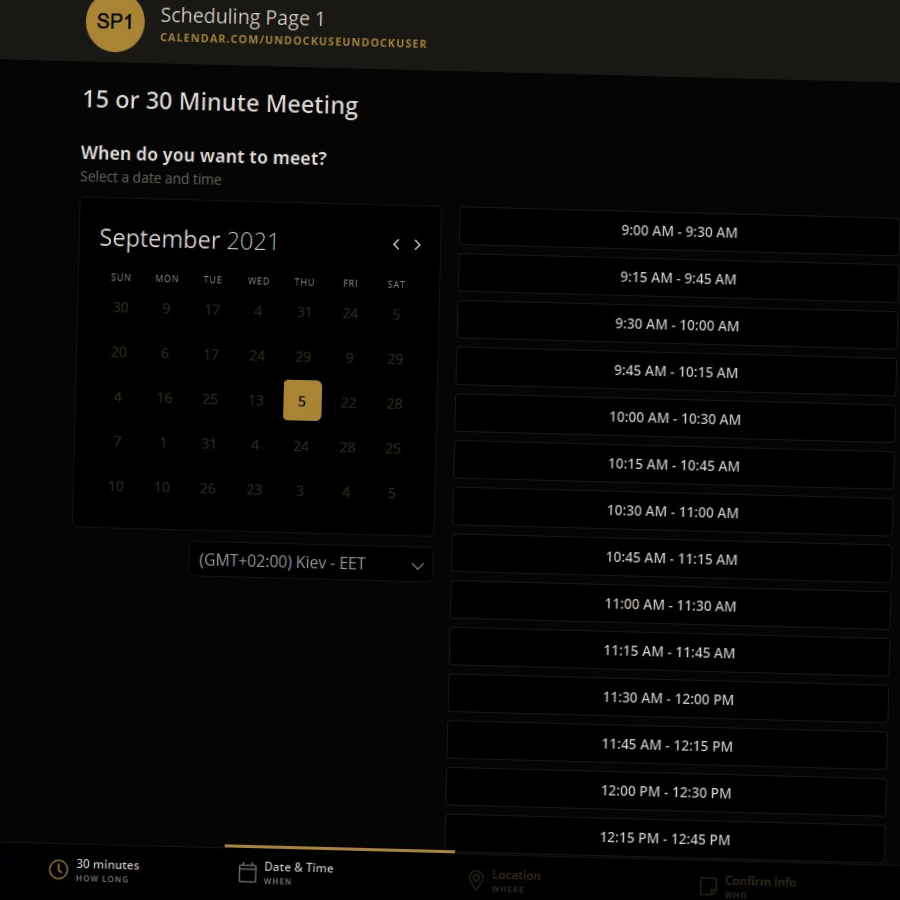 SP1
Scheduling Page 1
CALENDAR.COM/UNDOCKUSEUNDOCKUSER
15 or 30 Minute Meeting
When do you want to meet?
Select a date and time
September 2021
SUN MON TUE WED THU FRI SAT
30 9 17 4 31 24 5
20 6 17 24 29 9 29
4 16 25 13 5 22 28
7 1 31 4 24 28 25
10 10 26 23 3 4 5
(GMT+02:00) Kiev - EET
9:00 AM - 9:30 AM
9:15 AM - 9:45 AM
9:30 AM - 10:00 AM
9:45 AM - 10:15 AM
10:00 AM - 10:30 AM
10:15 AM - 10:45 AM
10:30 AM - 11:00 AM
10:45 AM - 11:15 AM
11:00 AM - 11:30 AM
11:15 AM - 11:45 AM
11:30 AM - 12:00 PM
11:45 AM - 12:15 PM
12:00 PM - 12:30 PM
12:15 PM - 12:45 PM
30 minutes
HOW LONG
Date & Time
WHEN
Location
WHERE
Confirm Info
WHO